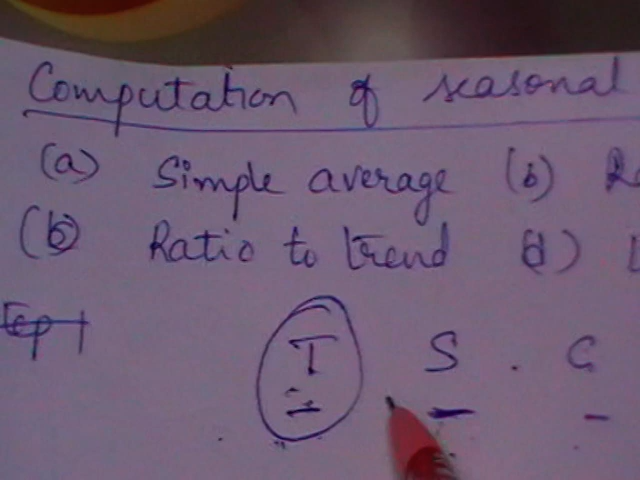 Computation of seasonal
(a) Simple average (b)
(b) Ratio to trend (d)
T S . C